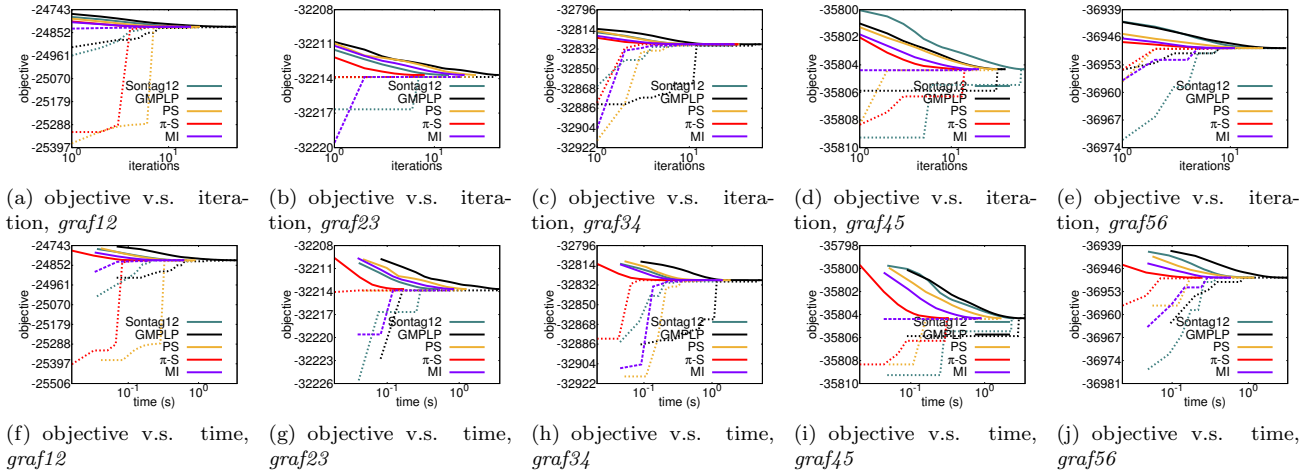 -24743
-24852
-24961
-25070
-25179
-25288
-25397
objective
10^0
10^1
iterations
Sontag12
GMPLP
PS
π-S
MI
-32208
-32211
-32214
-32217
-32220
objective
10^0
10^1
iterations
Sontag12
GMPLP
PS
π-S
MI
-32796
-32814
-32832
-32850
-32868
-32886
-32904
-32922
objective
10^0
10^1
iterations
Sontag12
GMPLP
PS
π-S
MI
-35800
-35802
-35804
-35806
-35808
-35810
objective
10^0
10^1
iterations
Sontag12
GMPLP
PS
π-S
MI
-36939
-36946
-36953
-36960
-36967
-36974
objective
10^0
10^1
iterations
Sontag12
GMPLP
PS
π-S
MI
(a) objective v.s. itera-
tion, graf12
(b) objective v.s. itera-
tion, graf23
(c) objective v.s. itera-
tion, graf34
(d) objective v.s. itera-
tion, graf45
(e) objective v.s. itera-
tion, graf56
-24743
-24852
-24961
-25070
-25179
-25288
-25397
-25506
objective
10^-1
10^0
time (s)
Sontag12
GMPLP
PS
π-S
MI
-32208
-32211
-32214
-32217
-32220
-32223
-32226
objective
10^-1
10^0
time (s)
Sontag12
GMPLP
PS
π-S
MI
-32796
-32814
-32832
-32850
-32868
-32886
-32904
-32922
objective
10^-1
10^0
time (s)
Sontag12
GMPLP
PS
π-S
MI
-35798
-35800
-35802
-35804
-35806
-35808
-35810
objective
10^-1
10^0
time (s)
Sontag12
GMPLP
PS
π-S
MI
-36939
-36946
-36953
-36960
-36967
-36974
-36981
objective
10^-1
10^0
time (s)
Sontag12
GMPLP
PS
π-S
MI
(f) objective v.s. time,
graf12
(g) objective v.s. time,
graf23
(h) objective v.s. time,
graf34
(i) objective v.s. time,
graf45
(j) objective v.s. time,
graf56